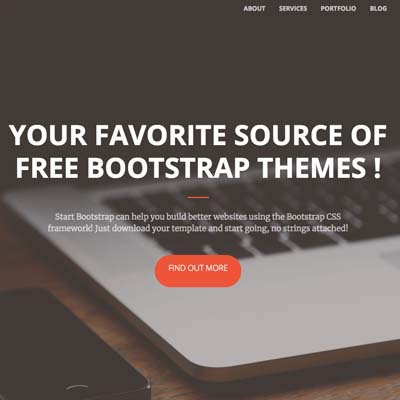 ABOUT SERVICES PORTFOLIO BLOG
YOUR FAVORITE SOURCE OF
FREE BOOTSTRAP THEMES !
Start Bootstrap can help you build better websites using the Bootstrap CSS
framework! Just download your template and start going, no strings attached!
FIND OUT MORE